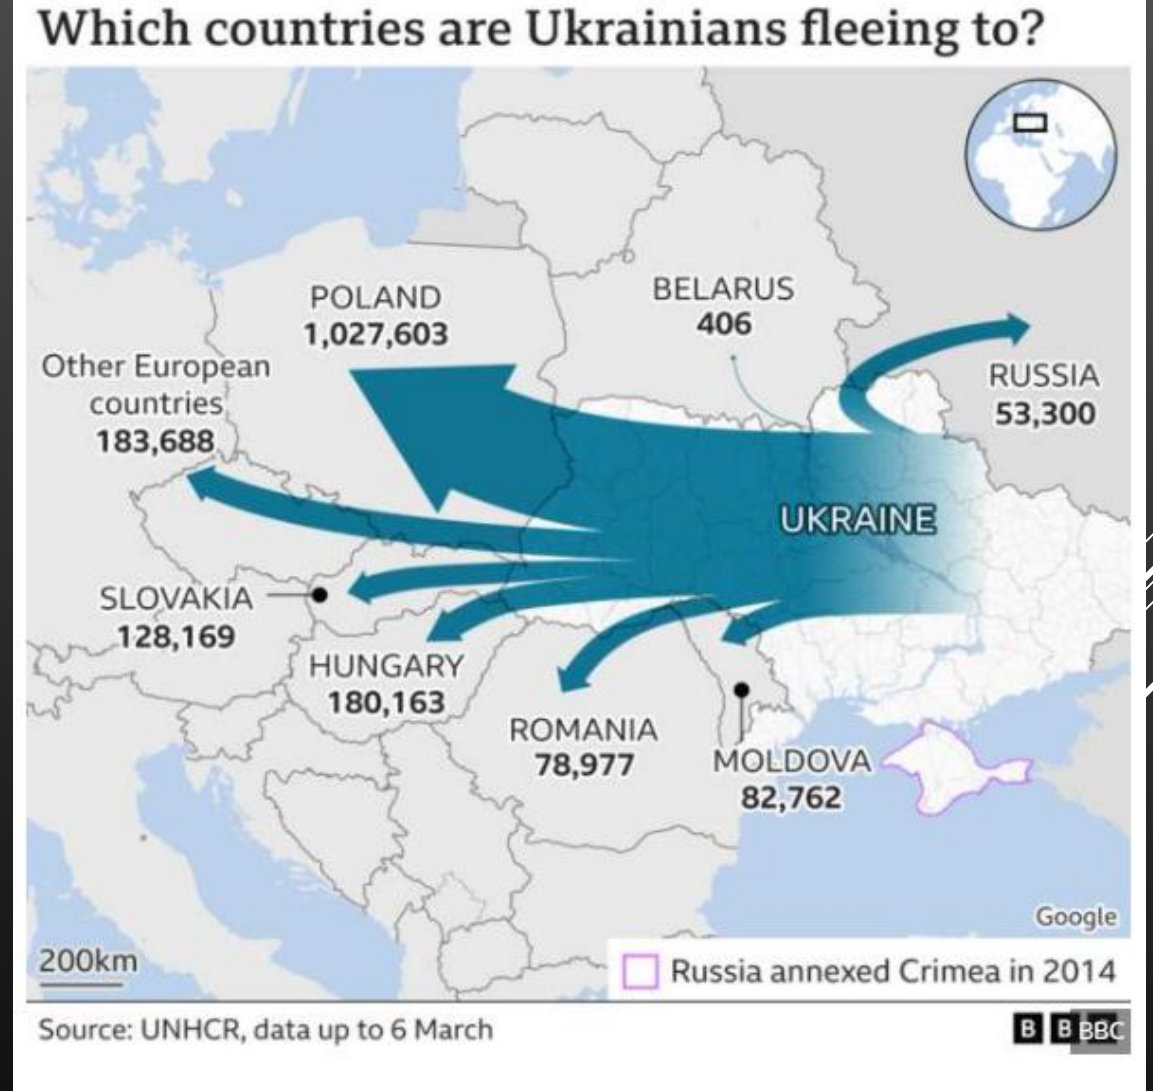 Which countries are Ukrainians fleeing to?
POLAND
1,027,603
BELARUS
406
Other European
countries
183,688
RUSSIA
53,300
UKRAINE
SLOVAKIA
128,169
HUNGARY
180,163
ROMANIA
78,977
MOLDOVA
82,762
Google
200km
Russia annexed Crimea in 2014
Source: UNHCR, data up to 6 March
B B
BBC